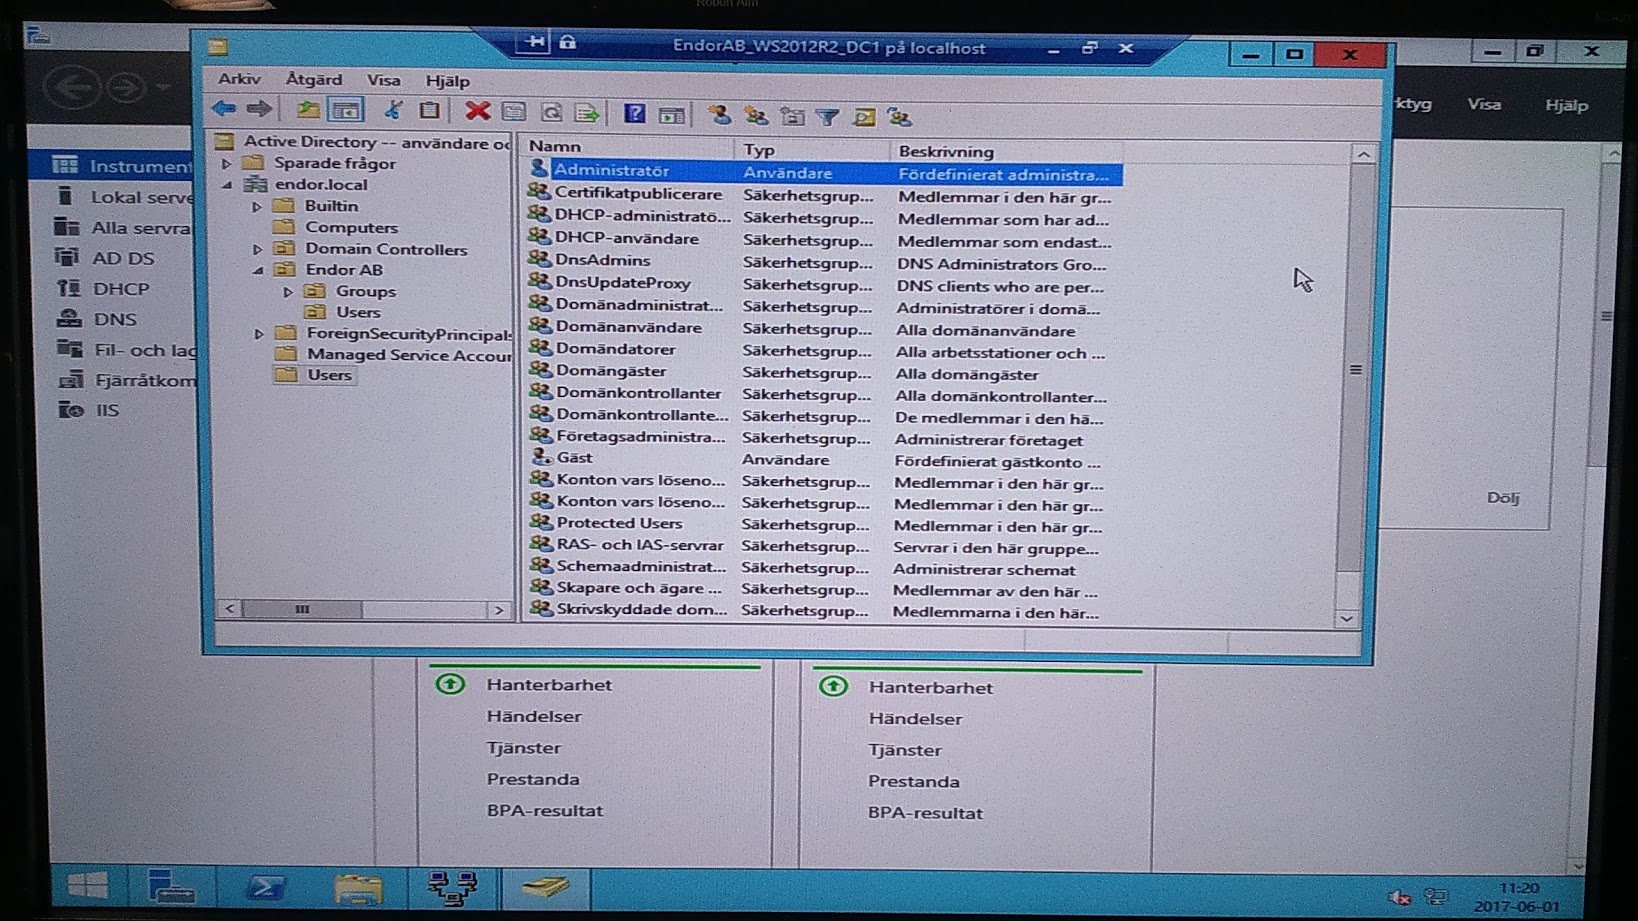 EndorAB_WS2012R2_DC1 på localhost
Arkiv Åtgärd Visa Hjälp
Visa Hjälp
Active Directory -- användare oc
Sparade frågor
endor.local
Builtin
Computers
Domain Controllers
Endor AB
Groups
Users
ForeignSecurityPrincipals
Managed Service Accour
Users
Instrument
Lokal serve
Alla servra
AD DS
DHCP
DNS
Fil- och lag
Fjärråtkom
IIS
Namn Typ Beskrivning
Administratör Användare Fördefinierat administra...
Certifikatpublicerare Säkerhetsgrup... Medlemmar i den här gr...
DHCP-administratö... Säkerhetsgrup... Medlemmar som har ad...
DHCP-användare Säkerhetsgrup... Medlemmar som endast...
DnsAdmins Säkerhetsgrup... DNS Administrators Gro...
DnsUpdateProxy Säkerhetsgrup... DNS clients who are per...
Domänadministrat... Säkerhetsgrup... Administratörer i domä...
Domänanvändare Säkerhetsgrup... Alla domänanvändare
Domändatorer Säkerhetsgrup... Alla arbetsstationer och ...
Domängäster Säkerhetsgrup... Alla domängäster
Domänkontrollanter Säkerhetsgrup... Alla domänkontrollanter...
Domänkontrollante... Säkerhetsgrup... De medlemmar i den hä...
Företagsadministra... Säkerhetsgrup... Administrerar företaget
Gäst Användare Fördefinierat gästkonto ...
Konton vars löseno... Säkerhetsgrup... Medlemmar i den här gr...
Konton vars löseno... Säkerhetsgrup... Medlemmar i den här gr...
Protected Users Säkerhetsgrup... Medlemmar i den här gr...
RAS- och IAS-servrar Säkerhetsgrup... Servrar i den här gruppe...
Schemaadministrat... Säkerhetsgrup... Administrerar schemat
Skapare och ägare ... Säkerhetsgrup... Medlemmar av den här ...
Skrivskyddade dom... Säkerhetsgrup... Medlemmarna i den här...
Dölj
Hanterbarhet
Händelser
Tjänster
Prestanda
BPA-resultat
Hanterbarhet
Händelser
Tjänster
Prestanda
BPA-resultat
11:20
2017-06-01